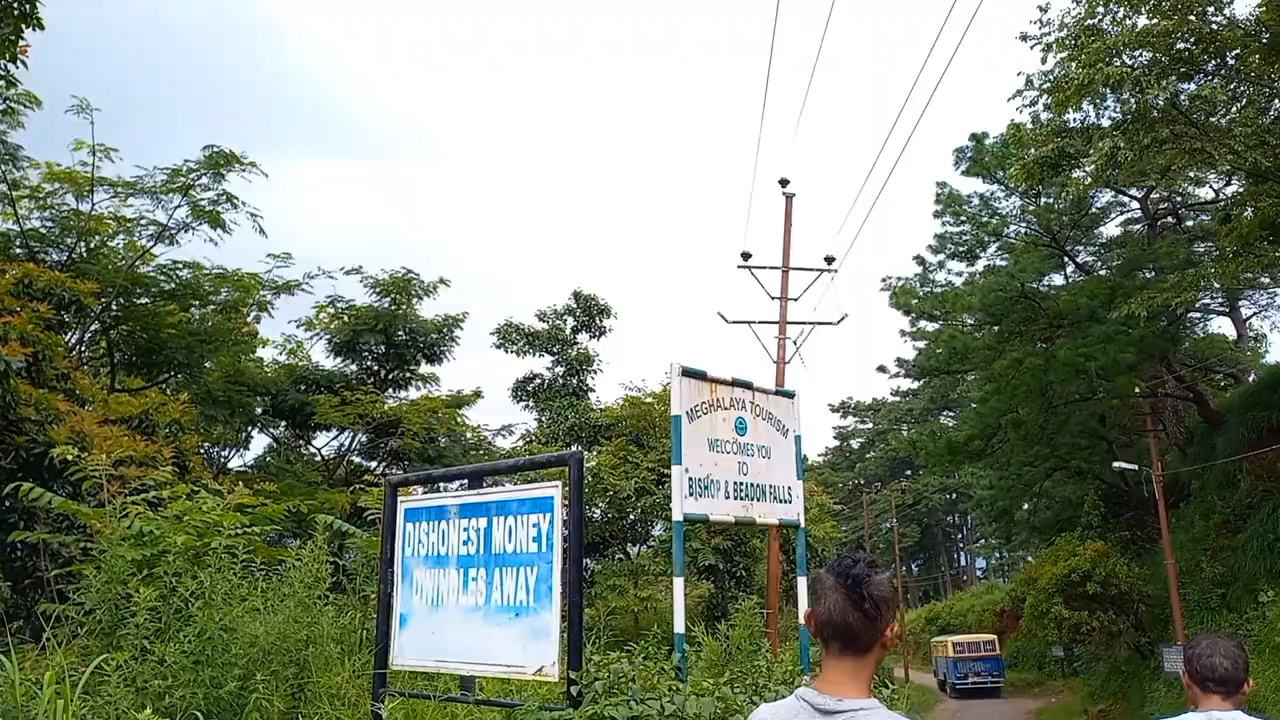 DISHONEST MONEY
DWINDLES AWAY
MEGHALAYA TOURISM
WELCOMES YOU
TO
BISHOP & BEADON FALLS